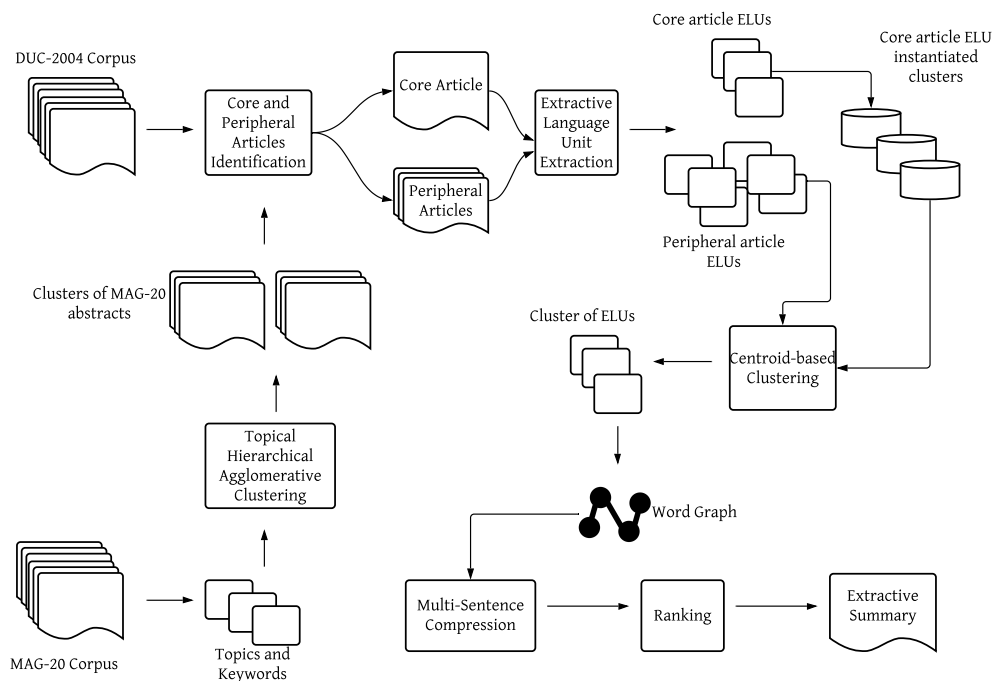 Core article ELUs
Core article ELU
instantiated
clusters
DUC-2004 Corpus
Core and
Peripheral
Articles
Identification
Core Article
Peripheral
Articles
Extractive
Language
Unit
Extraction
Peripheral article
ELUs
Clusters of MAG-20
abstracts
Cluster of ELUs
Centroid-based
Clustering
Topical
Hierarchical
Agglomerative
Clustering
Word Graph
MAG-20 Corpus
Topics and
Keywords
Multi-Sentence
Compression
Ranking
Extractive
Summary